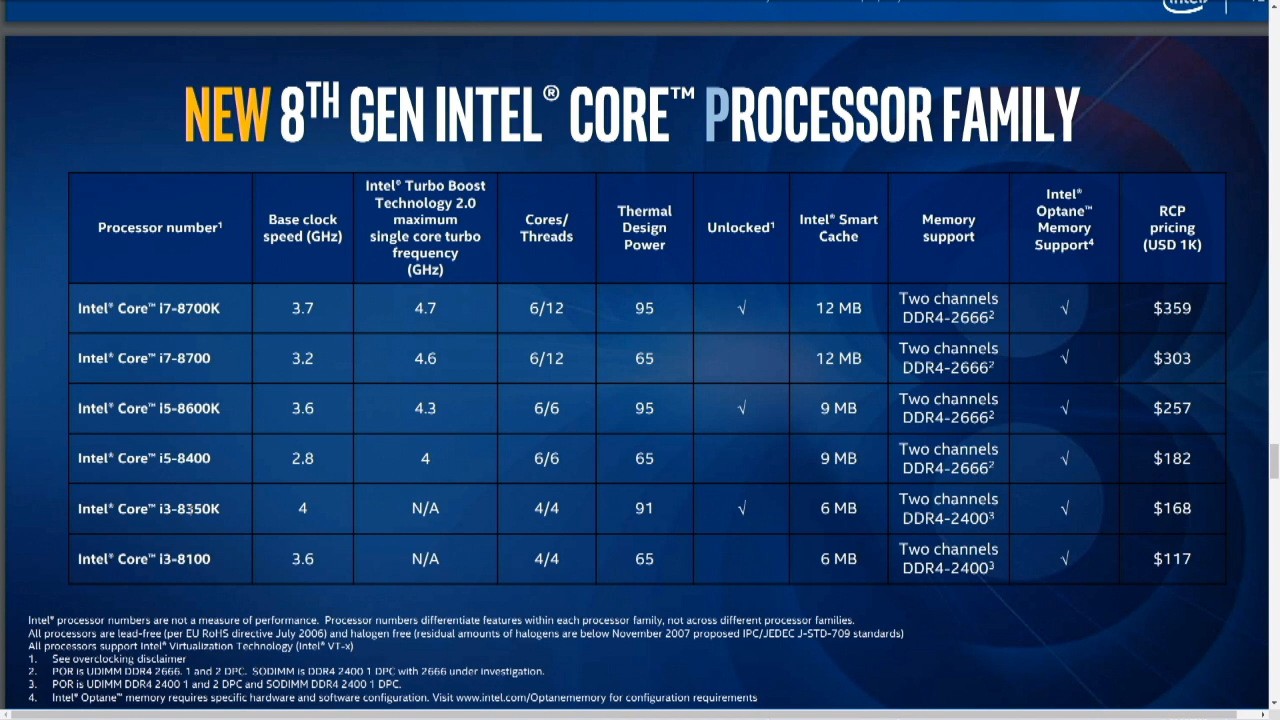 NEW 8TH GEN INTEL® CORE™ PROCESSOR FAMILY
Processor number¹
Base clock
speed (GHz)
Intel® Turbo Boost
Technology 2.0
maximum
single core turbo
frequency
(GHz)
Cores/
Threads
Thermal
Design
Power
Unlocked¹
Intel® Smart
Cache
Memory
support
Intel®
Optane™
Memory
Support⁴
RCP
pricing
(USD 1K)
Intel® Core™ i7-8700K 3.7 4.7 6/12 95 √ 12 MB Two channels
DDR4-2666² √ $359
Intel® Core™ i7-8700 3.2 4.6 6/12 65 12 MB Two channels
DDR4-2666² √ $303
Intel® Core™ i5-8600K 3.6 4.3 6/6 95 √ 9 MB Two channels
DDR4-2666² √ $257
Intel® Core™ i5-8400 2.8 4 6/6 65 9 MB Two channels
DDR4-2666² √ $182
Intel® Core™ i3-8350K 4 N/A 4/4 91 √ 6 MB Two channels
DDR4-2400³ √ $168
Intel® Core™ i3-8100 3.6 N/A 4/4 65 6 MB Two channels
DDR4-2400³ √ $117
Intel® processor numbers are not a measure of performance. Processor numbers differentiate features within each processor family, not across different processor families.
All processors are lead-free (per EU RoHS directive July 2006) and halogen free (residual amounts of halogens are below November 2007 proposed IPC/JEDEC J-STD-709 standards)
All processors support Intel® Virtualization Technology (Intel® VT-x)
1. See overclocking disclaimer
2. POR is UDIMM DDR4 2666. 1 and 2 DPC. SODIMM is DDR4 2400 1 DPC with 2666 under investigation.
3. POR is UDIMM DDR4 2400 1 and 2 DPC and SODIMM DDR4 2400 1 DPC.
4. Intel® Optane™ memory requires specific hardware and software configuration. Visit www.intel.com/Optanememory for configuration requirements